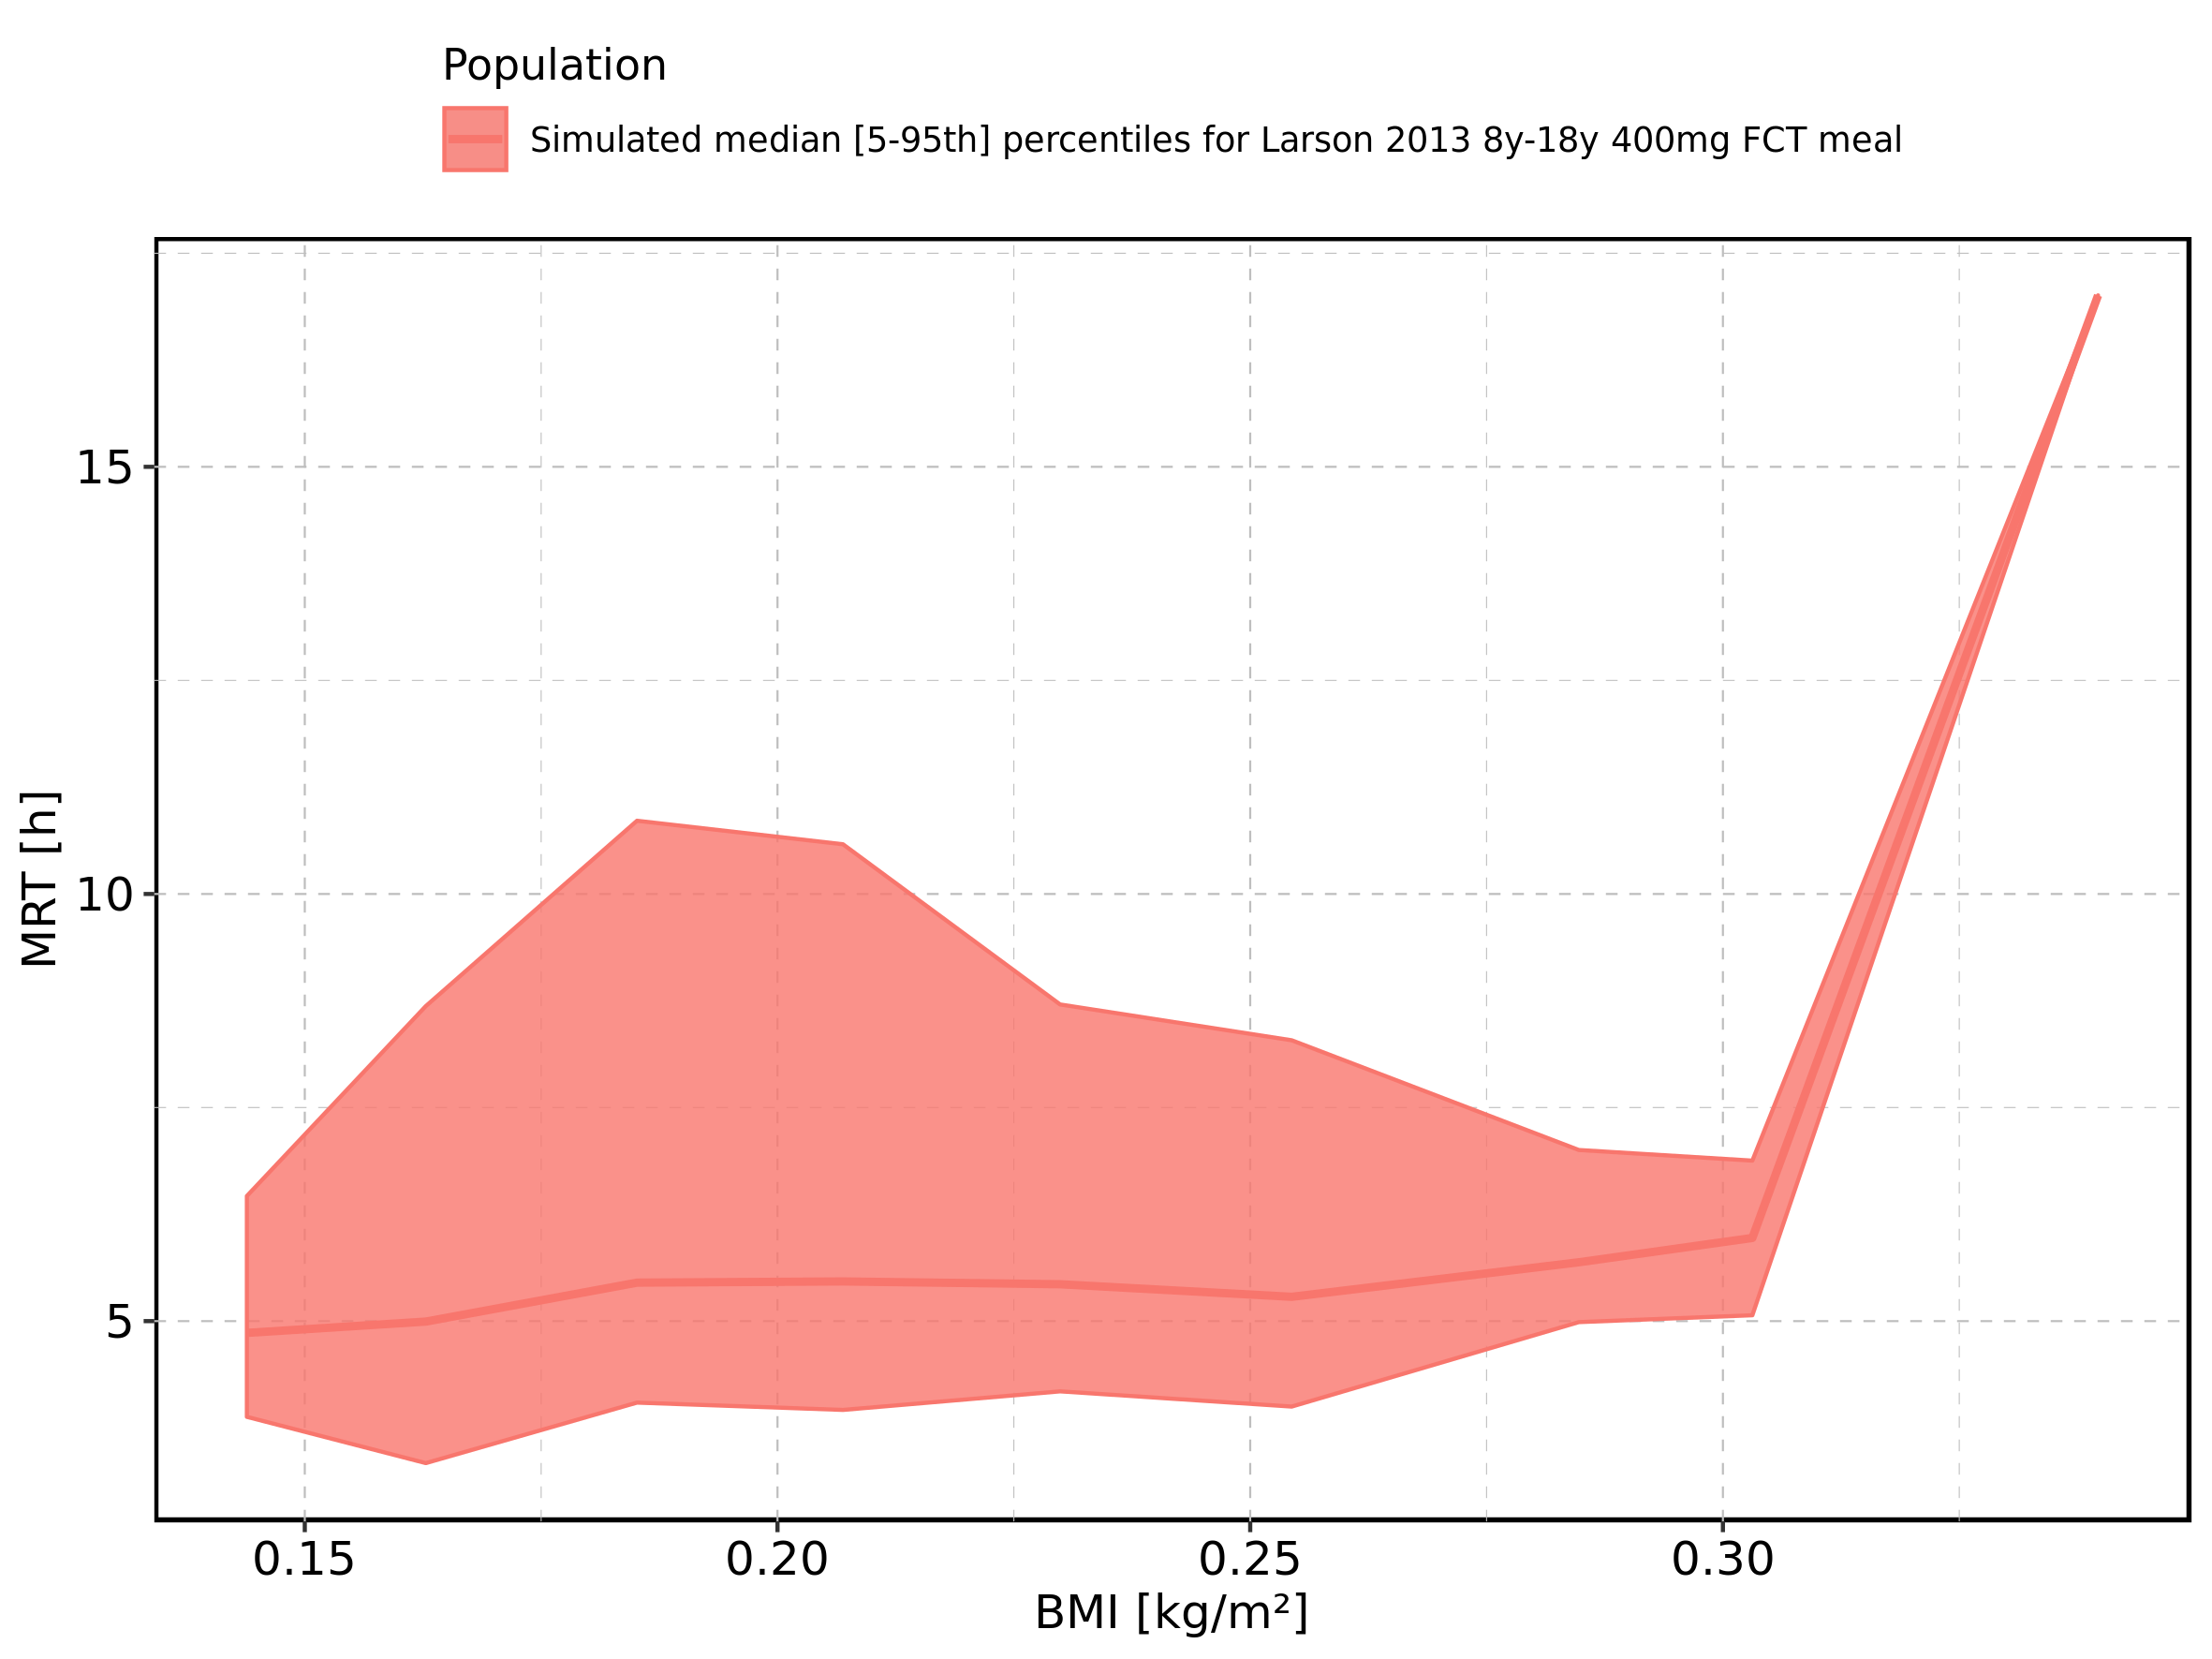 Population
Simulated median [5-95th] percentiles for Larson 2013 8y-18y 400mg FCT meal
MRT [h]
15
10
5
0.15 0.20 0.25 0.30
BMI [kg/m²]